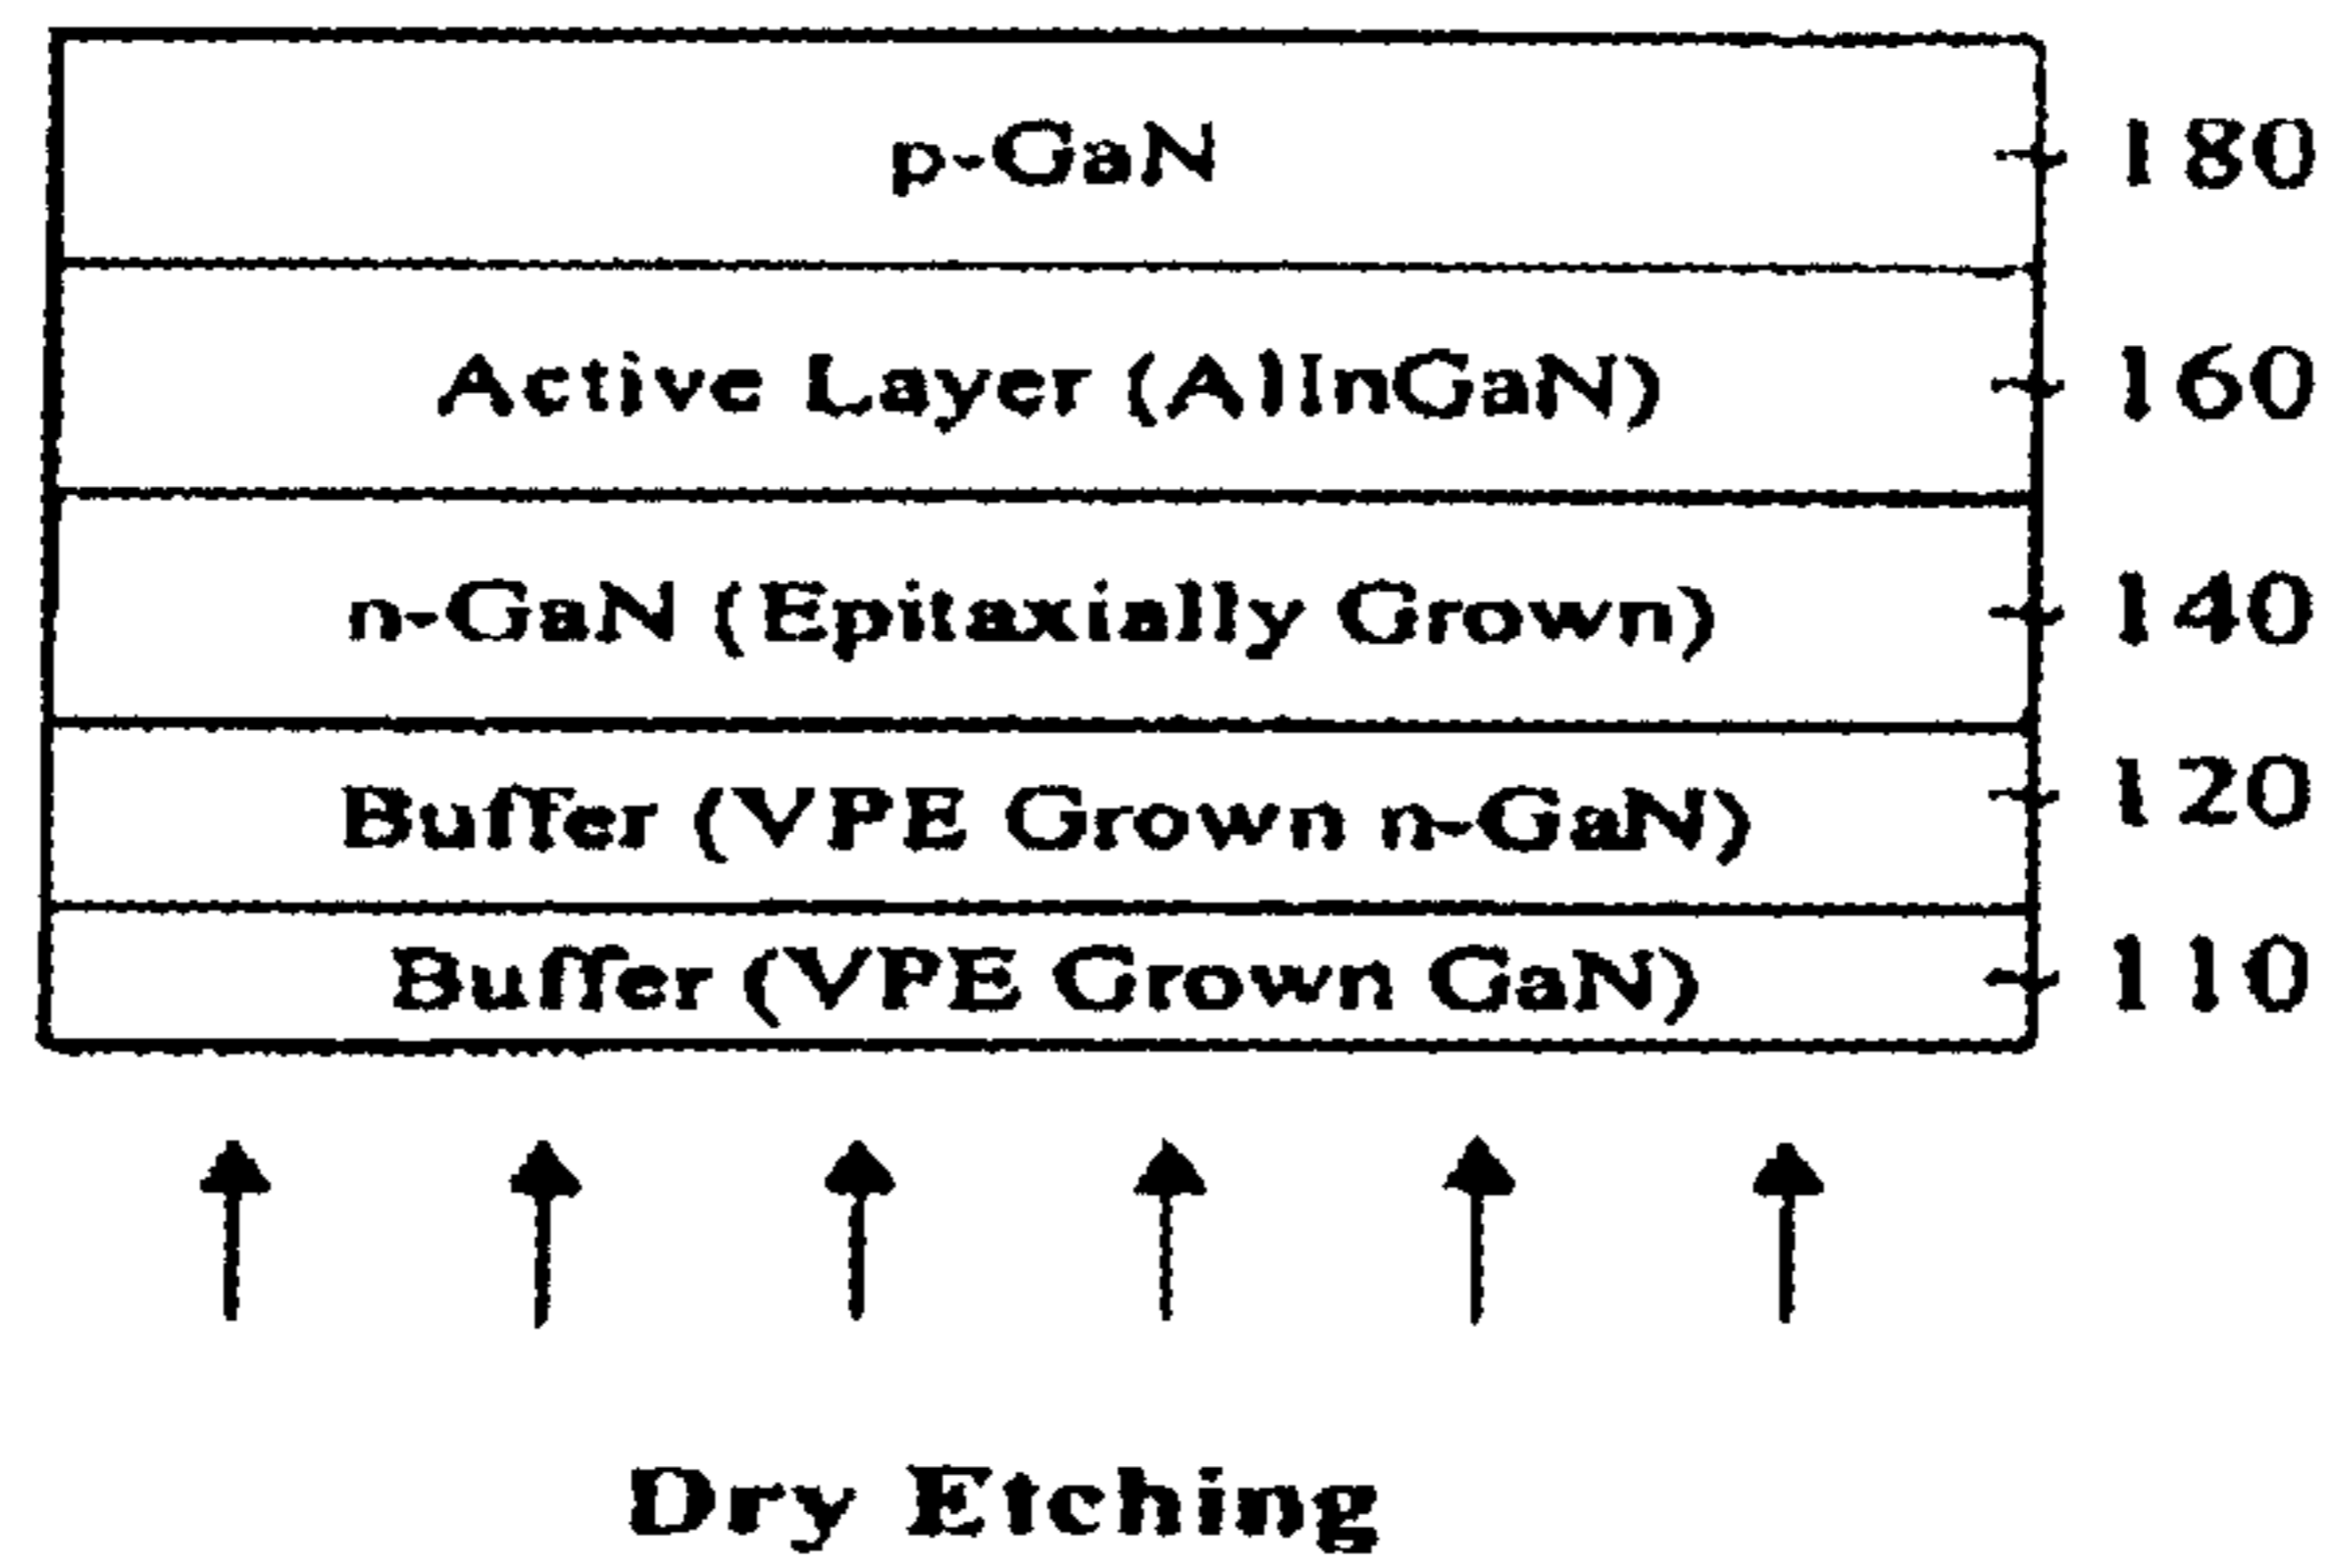 p-GaN 180
Active Layer (AlInGaN) 160
n-GaN (Epitaxially Grown) 140
Buffer (VPE Grown n-GaN) 120
Buffer (VPE Grown GaN) 110
Dry Etching